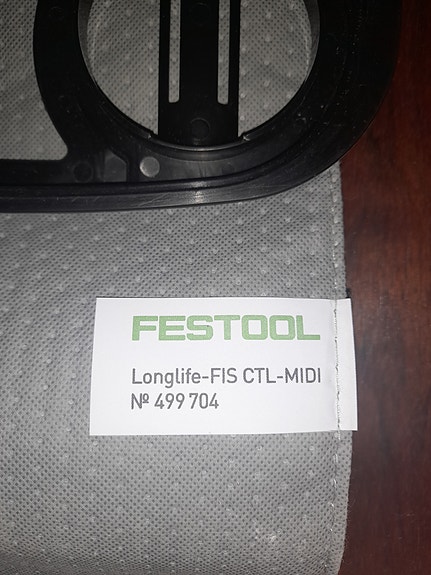 FESTOOL
Longlife-FIS CTL-MIDI
Nº 499 704